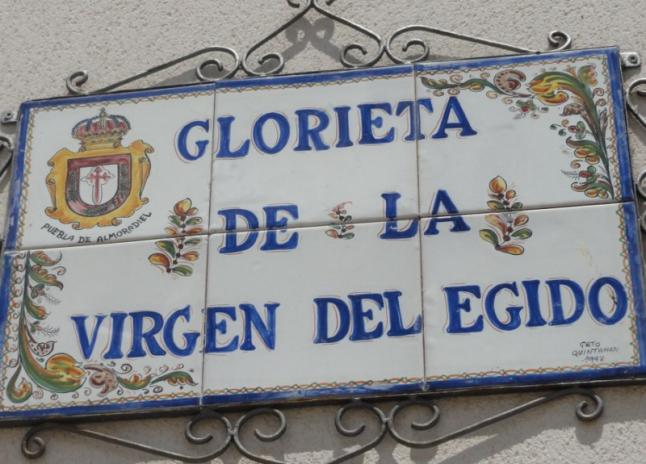 GLORIETA
PUEBLA DE ALMORADIEL
DE LA
VIRGEN DEL EGIDO